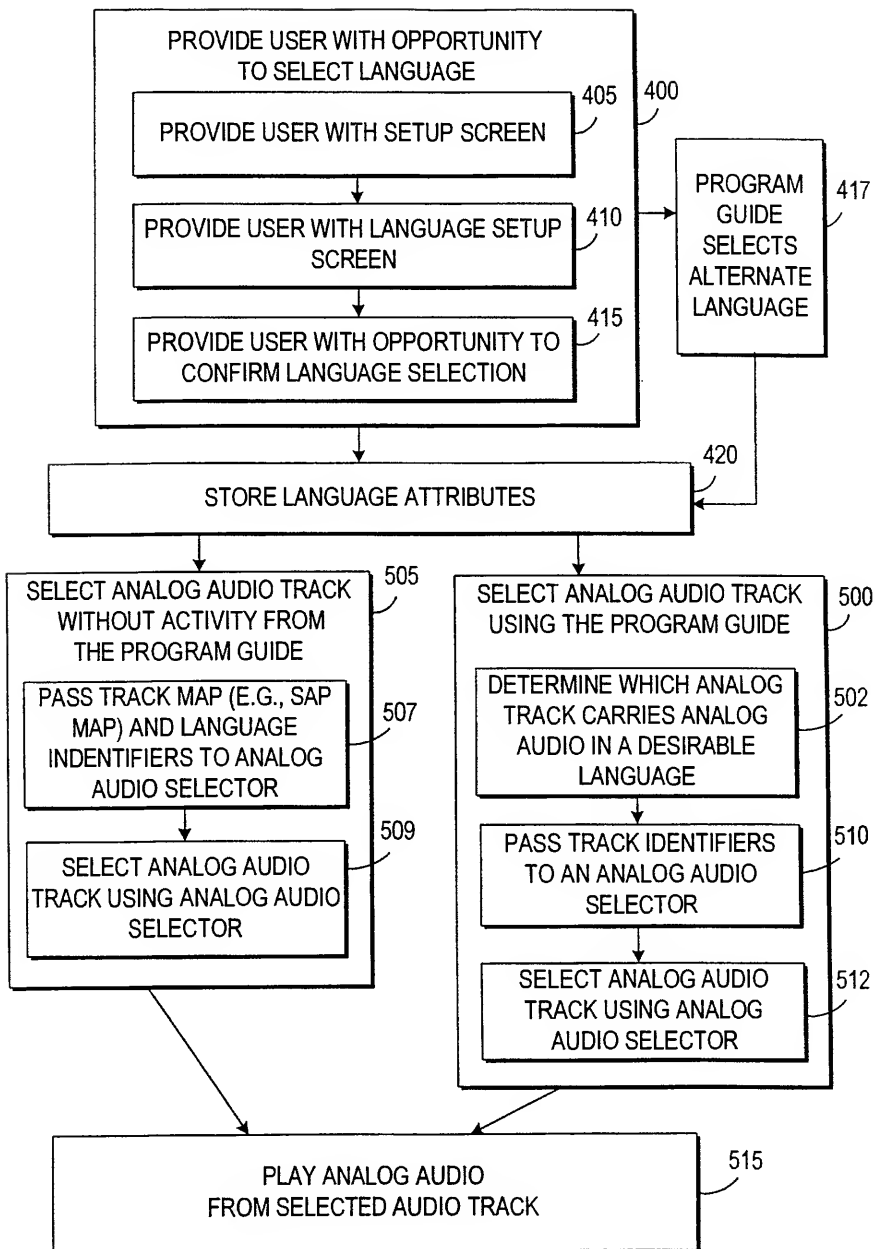 PROVIDE USER WITH OPPORTUNITY
TO SELECT LANGUAGE
400
405
PROVIDE USER WITH SETUP SCREEN
410
PROVIDE USER WITH LANGUAGE SETUP
SCREEN
415
PROVIDE USER WITH OPPORTUNITY TO
CONFIRM LANGUAGE SELECTION
PROGRAM
GUIDE
SELECTS
ALTERNATE
LANGUAGE
417
420
STORE LANGUAGE ATTRIBUTES
SELECT ANALOG AUDIO TRACK
WITHOUT ACTIVITY FROM
THE PROGRAM GUIDE
505
PASS TRACK MAP (E.G., SAP
MAP) AND LANGUAGE
INDENTIFIERS TO ANALOG
AUDIO SELECTOR
507
509
SELECT ANALOG AUDIO
TRACK USING ANALOG AUDIO
SELECTOR
SELECT ANALOG AUDIO TRACK
USING THE PROGRAM GUIDE
500
DETERMINE WHICH ANALOG
TRACK CARRIES ANALOG
AUDIO IN A DESIRABLE
LANGUAGE
502
PASS TRACK IDENTIFIERS
TO AN ANALOG AUDIO
SELECTOR
510
SELECT ANALOG AUDIO
TRACK USING ANALOG
AUDIO SELECTOR
512
PLAY ANALOG AUDIO
FROM SELECTED AUDIO TRACK
515